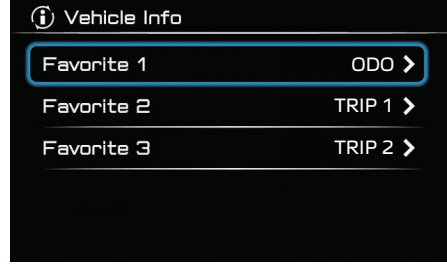 Vehicle Info
Favorite 1 ODO
Favorite 2 TRIP 1
Favorite 3 TRIP 2